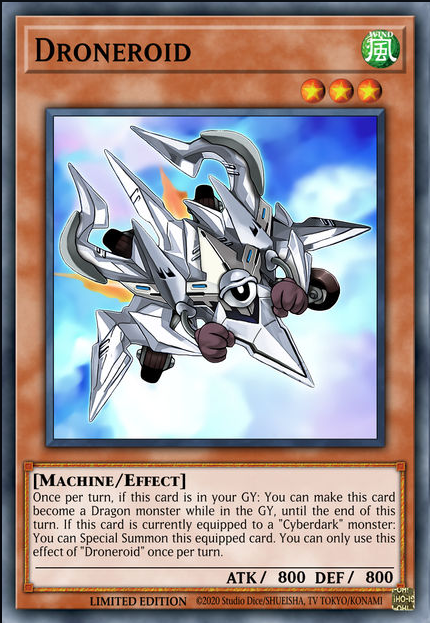 DRONEROID
WIND
風
[MACHINE/EFFECT]
Once per turn, if this card is in your GY: You can make this card
become a Dragon monster while in the GY, until the end of this
turn. If this card is currently equipped to a "Cyberdark" monster:
You can Special Summon this equipped card. You can only use this
effect of "Droneroid" once per turn.
ATK / 800 DEF / 800
LIMITED EDITION ©2020 Studio Dice/SHUEISHA, TV TOKYO/KONAMI